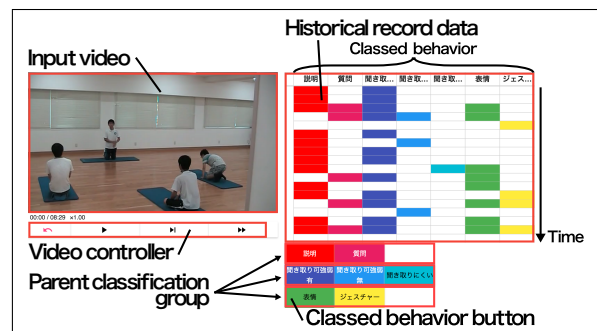 Historical record data
Input video
Classed behavior
説明 質問 聞き取... 聞き取... 聞き取... 表情 ジェス...
00:00 / 08:29 ×1.00
Time
Video controller
Parent classification
group
説明 質問
聞き取り可強弱
有 聞き取り可強弱
無 聞き取りにくい
表情 ジェスチャー
Classed behavior button